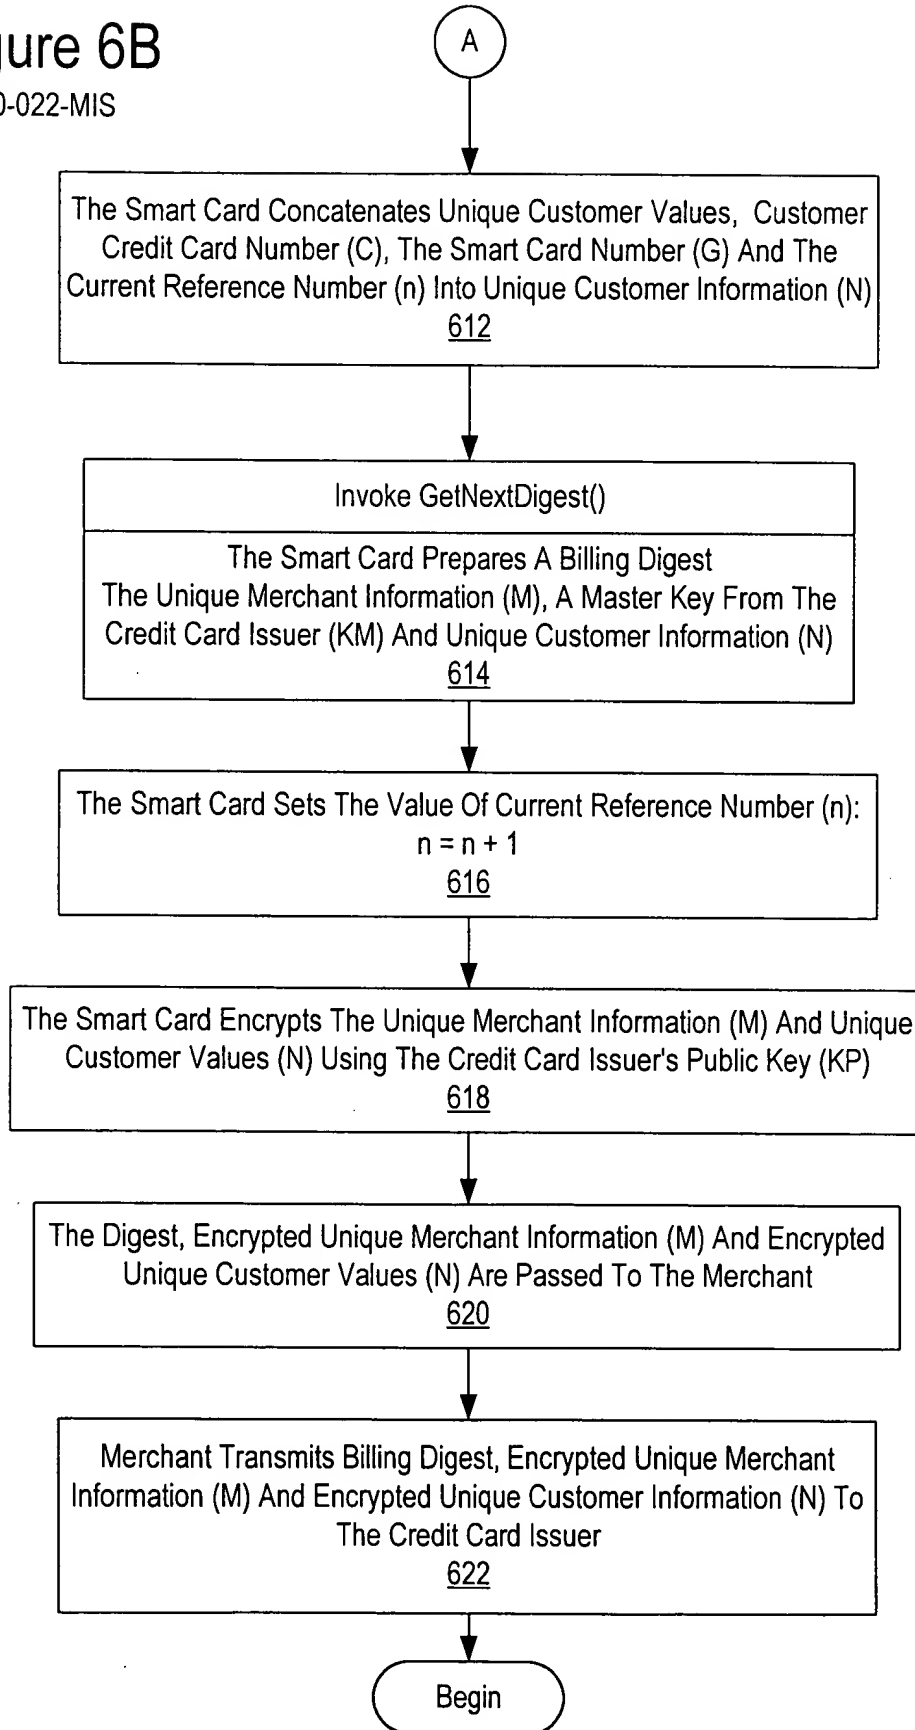 gure 6B
0-022-MIS
A
The Smart Card Concatenates Unique Customer Values, Customer
Credit Card Number (C), The Smart Card Number (G) And The
Current Reference Number (n) Into Unique Customer Information (N)
612
Invoke GetNextDigest()
The Smart Card Prepares A Billing Digest
The Unique Merchant Information (M), A Master Key From The
Credit Card Issuer (KM) And Unique Customer Information (N)
614
The Smart Card Sets The Value Of Current Reference Number (n):
n = n + 1
616
The Smart Card Encrypts The Unique Merchant Information (M) And Unique
Customer Values (N) Using The Credit Card Issuer's Public Key (KP)
618
The Digest, Encrypted Unique Merchant Information (M) And Encrypted
Unique Customer Values (N) Are Passed To The Merchant
620
Merchant Transmits Billing Digest, Encrypted Unique Merchant
Information (M) And Encrypted Unique Customer Information (N) To
The Credit Card Issuer
622
Begin